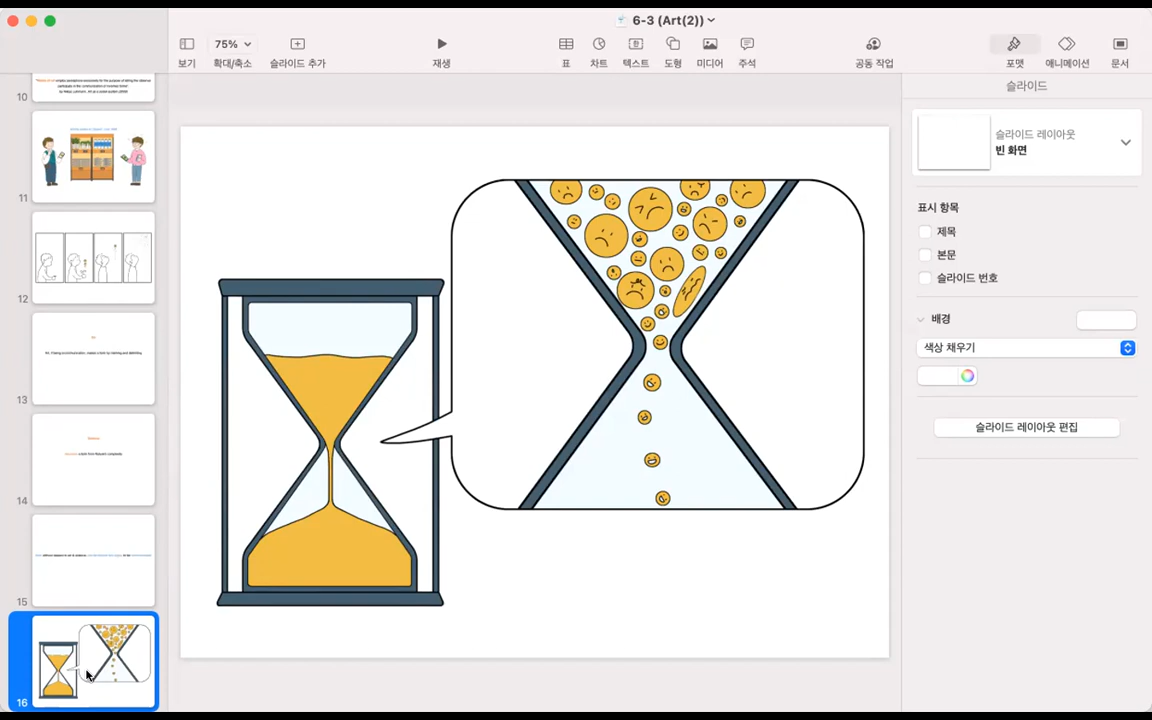 6-3 (Art(2))
75%
보기
확대/축소
슬라이드 추가
재생
표
차트
텍스트
도형
미디어
주석
공동 작업
포맷
애니메이션
문서
슬라이드
슬라이드 레이아웃
빈 화면
표시 항목
제목
본문
슬라이드 번호
배경
색상 채우기
슬라이드 레이아웃 편집
10
11
12
13
14
15
16